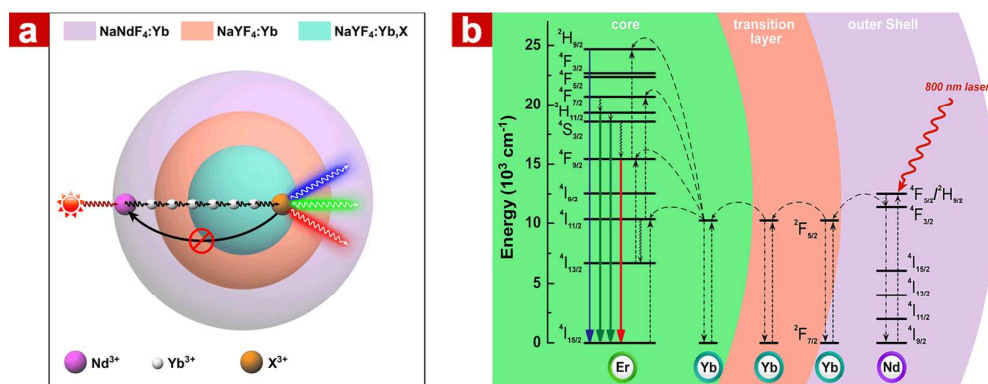 a
NaNdF₄:Yb
NaYF₄:Yb
NaYF₄:Yb,X
Nd³⁺
Yb³⁺
X³⁺
b
core
transition
layer
outer Shell
800 nm laser
Energy (10³ cm⁻¹)
25
20
15
10
5
0
²H₉/₂
⁴F₃/₂
⁴F₅/₂
⁴F₇/₂
²H₁₁/₂
⁴S₃/₂
⁴F₉/₂
⁴I₉/₂
⁴I₁₁/₂
⁴I₁₃/₂
⁴I₁₅/₂
²F₅/₂
²F₇/₂
⁴F₅/₂/²H₉/₂
⁴F₃/₂
⁴I₁₅/₂
⁴I₁₃/₂
⁴I₁₁/₂
⁴I₉/₂
Er
Yb
Yb
Yb
Nd